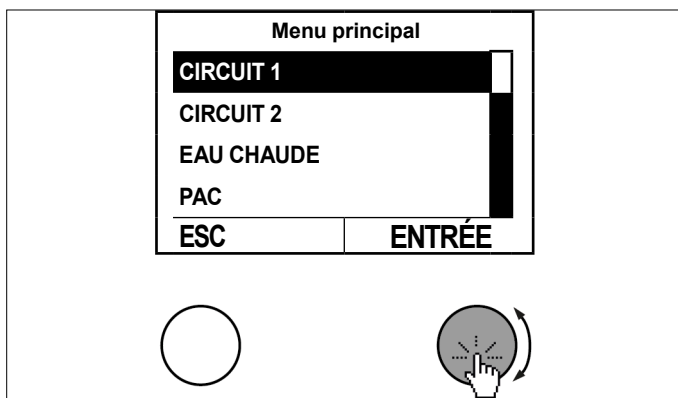 Menu principal
CIRCUIT 1
CIRCUIT 2
EAU CHAUDE
PAC
ESC ENTRÉE